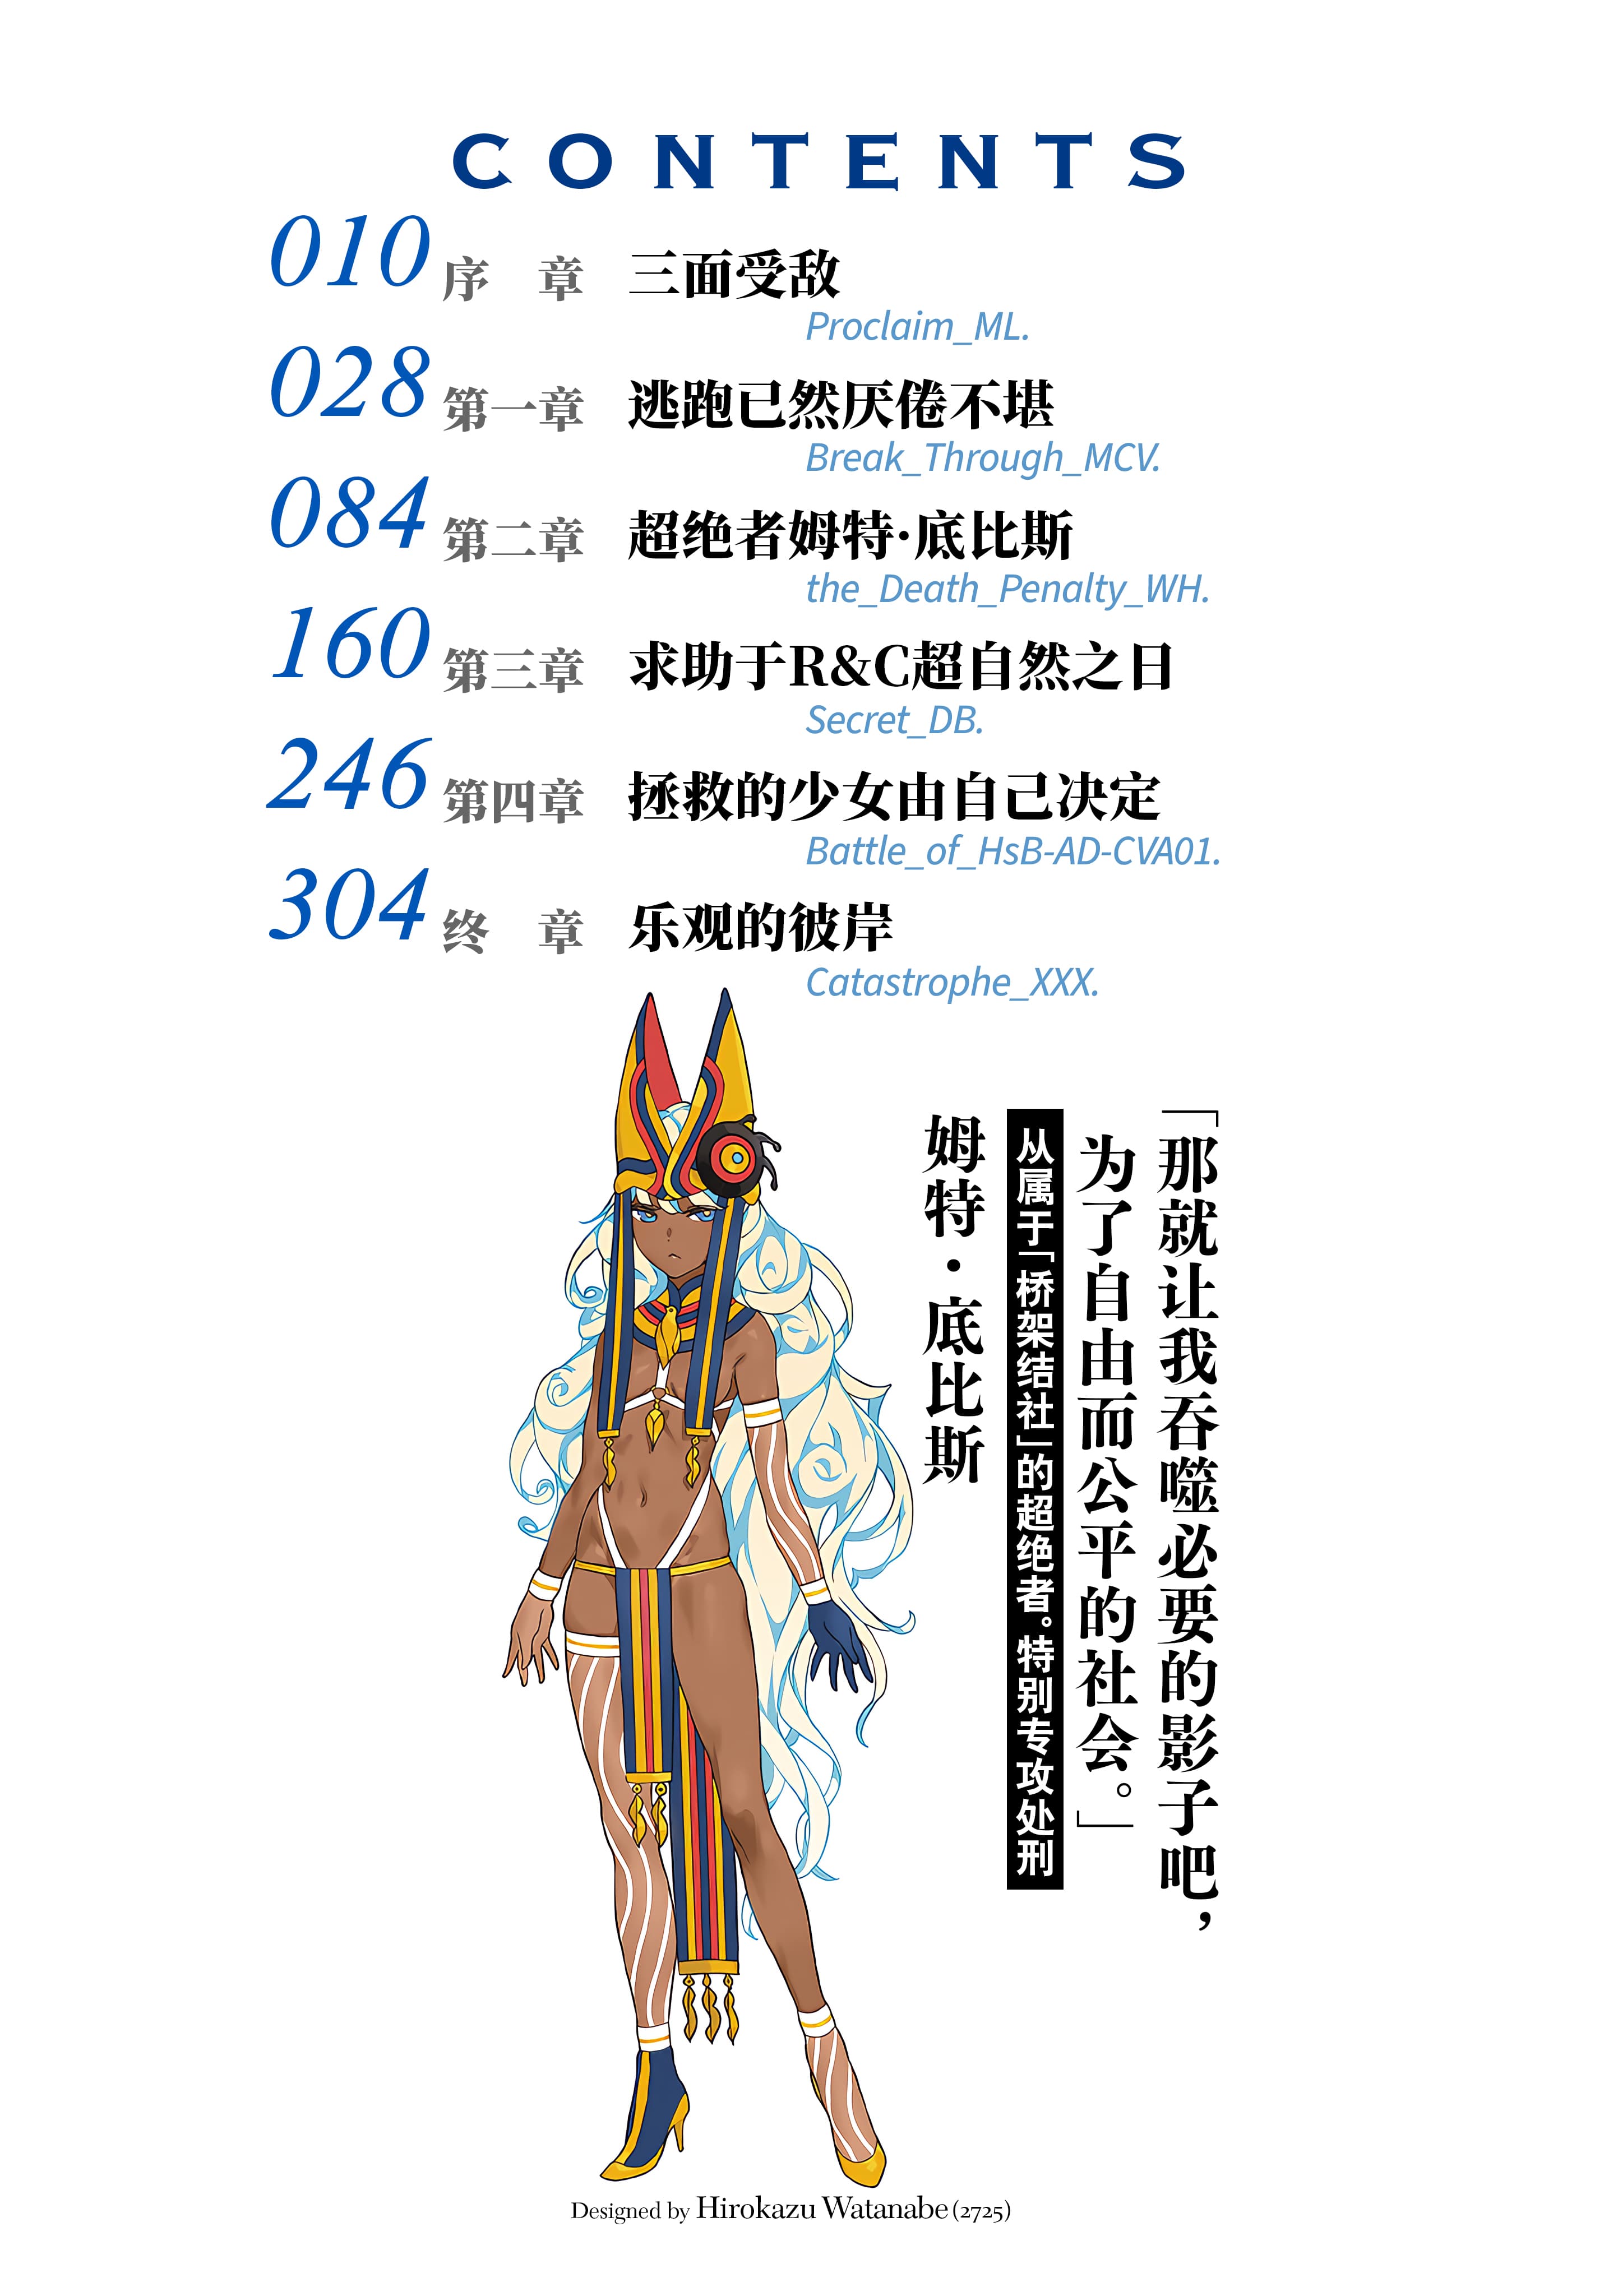 CONTENTS
010 序　章 三面受敌
Proclaim_ML.
028 第一章 逃跑已然厌倦不堪
Break_Through_MCV.
084 第二章 超绝者姆特·底比斯
the_Death_Penalty_WH.
160 第三章 求助于R&C超自然之日
Secret_DB.
246 第四章 拯救的少女由自己决定
Battle_of_HsB-AD-CVA01.
304 终　章 乐观的彼岸
Catastrophe_XXX.
「那就让我吞噬必要的影子吧，
为了自由而公平的社会。」
从属于「桥架结社」的超绝者。特别专攻处刑
姆特·底比斯
Designed by Hirokazu Watanabe (2725)